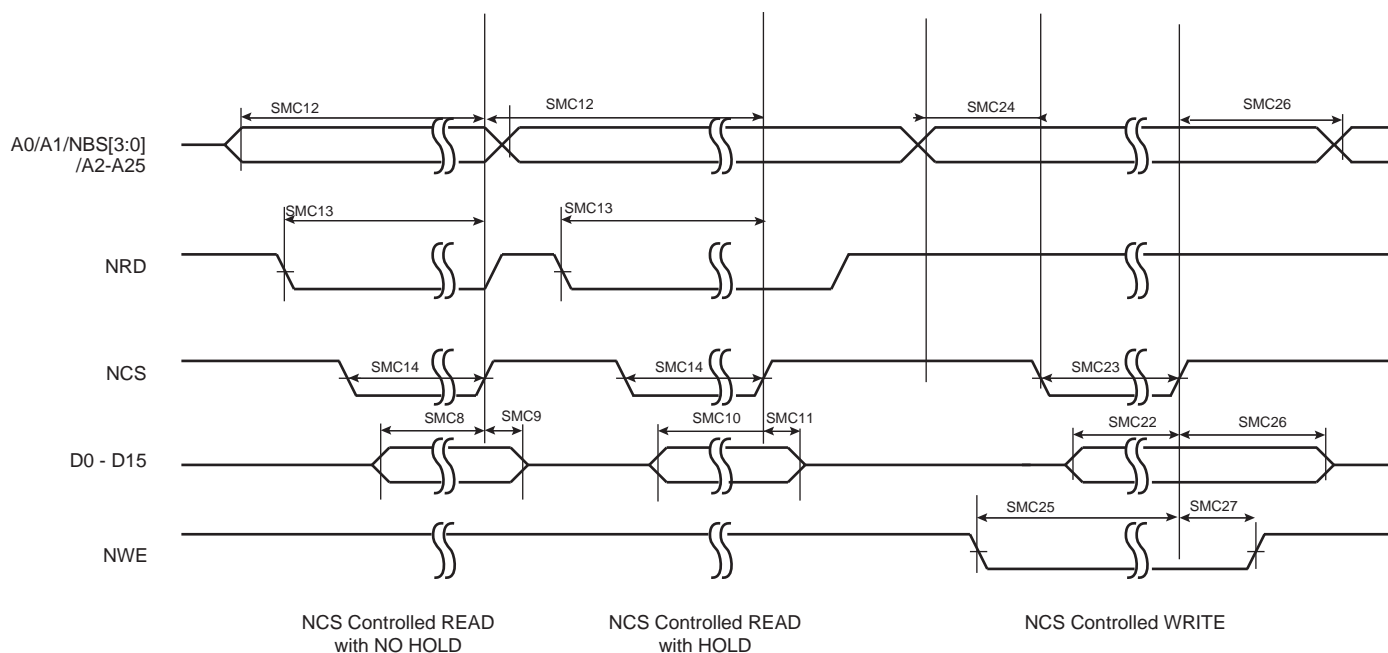 SMC12
SMC12
SMC24
SMC26
A0/A1/NBS[3:0]
/A2-A25
SMC13
SMC13
NRD
NCS
SMC14
SMC14
SMC23
SMC8
SMC9
SMC10
SMC11
SMC22
SMC26
D0 - D15
SMC25
SMC27
NWE
NCS Controlled READ
with NO HOLD
NCS Controlled READ
with HOLD
NCS Controlled WRITE